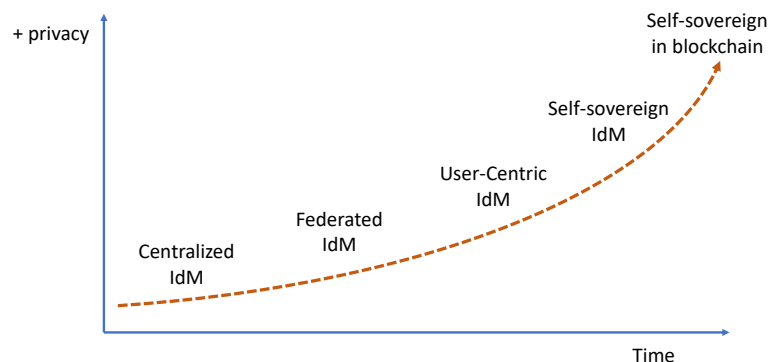 Self-sovereign
in blockchain
+ privacy
Self-sovereign
IdM
User-Centric
IdM
Federated
IdM
Centralized
IdM
Time